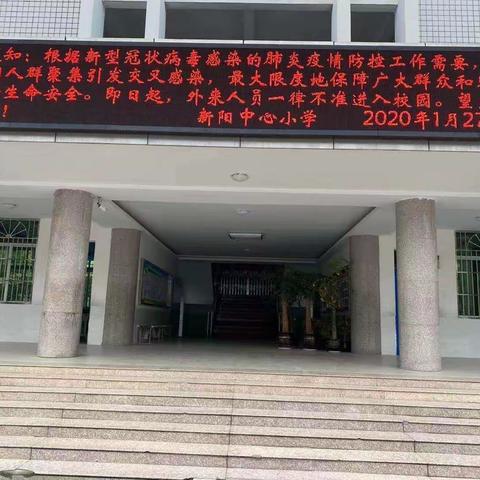 知：根据新型冠状病毒感染的肺炎疫情防控工作需要，
人群聚集引发交叉感染，最大限度地保障广大群众和
生命安全。即日起，外来人员一律不准进入校园。望
！ 新阳中心小学 2020年1月27